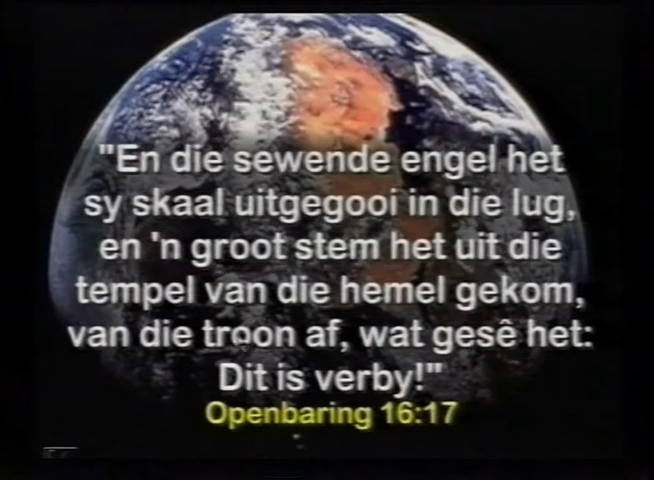 "En die sewende engel het
sy skaal uitgegooi in die lug,
en 'n groot stem het uit die
tempel van die hemel gekom,
van die troon af, wat gesê het:
Dit is verby!"
Openbaring 16:17